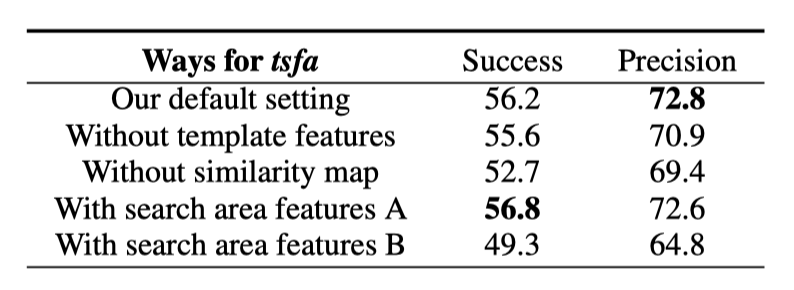 Ways for tsfa Success Precision
Our default setting 56.2 72.8
Without template features 55.6 70.9
Without similarity map 52.7 69.4
With search area features A 56.8 72.6
With search area features B 49.3 64.8